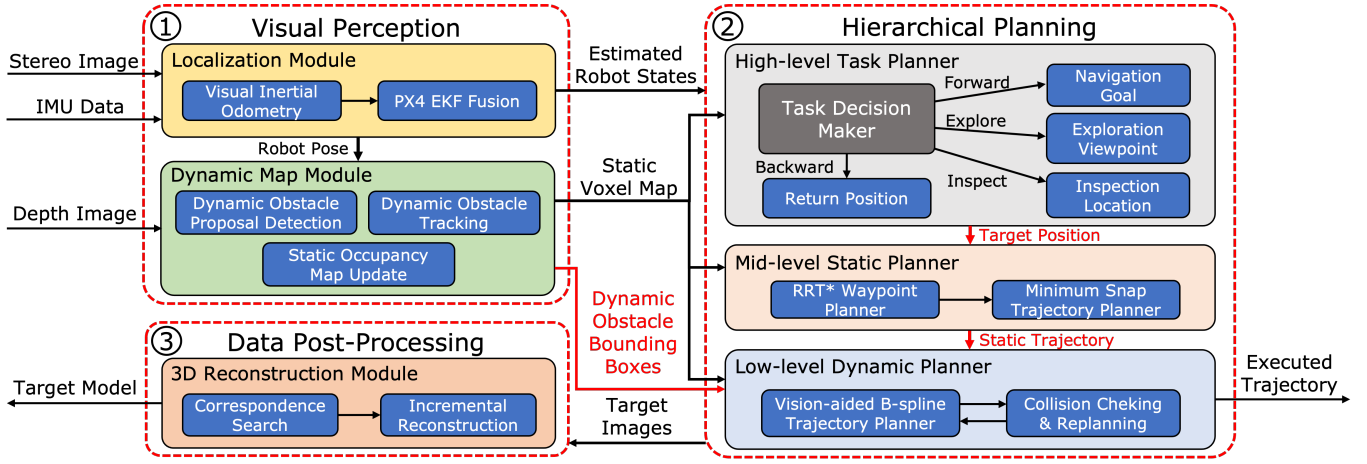 ① Visual Perception
Stereo Image
IMU Data
Depth Image
Localization Module
Visual Inertial
Odometry
PX4 EKF Fusion
Robot Pose
Dynamic Map Module
Dynamic Obstacle
Proposal Detection
Dynamic Obstacle
Tracking
Static Occupancy
Map Update
Estimated
Robot States
Static
Voxel Map
Dynamic
Obstacle
Bounding
Boxes
② Hierarchical Planning
High-level Task Planner
Task Decision
Maker
Forward
Explore
Inspect
Backward
Navigation
Goal
Exploration
Viewpoint
Inspection
Location
Return Position
Target Position
Mid-level Static Planner
RRT* Waypoint
Planner
Minimum Snap
Trajectory Planner
Static Trajectory
Low-level Dynamic Planner
Vision-aided B-spline
Trajectory Planner
Collision Cheking
& Replanning
Executed
Trajectory
Target
Images
③ Data Post-Processing
3D Reconstruction Module
Correspondence
Search
Incremental
Reconstruction
Target Model